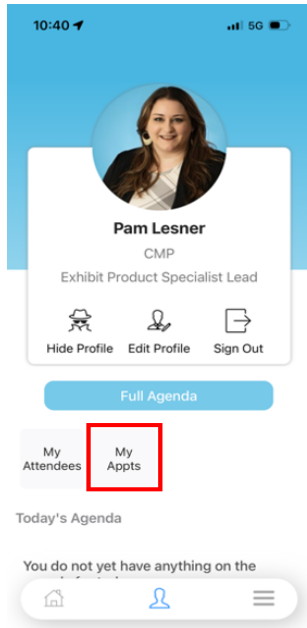 10:40
5G
Pam Lesner
CMP
Exhibit Product Specialist Lead
Hide Profile Edit Profile Sign Out
Full Agenda
My Attendees
My Appts
Today's Agenda
You do not yet have anything on the